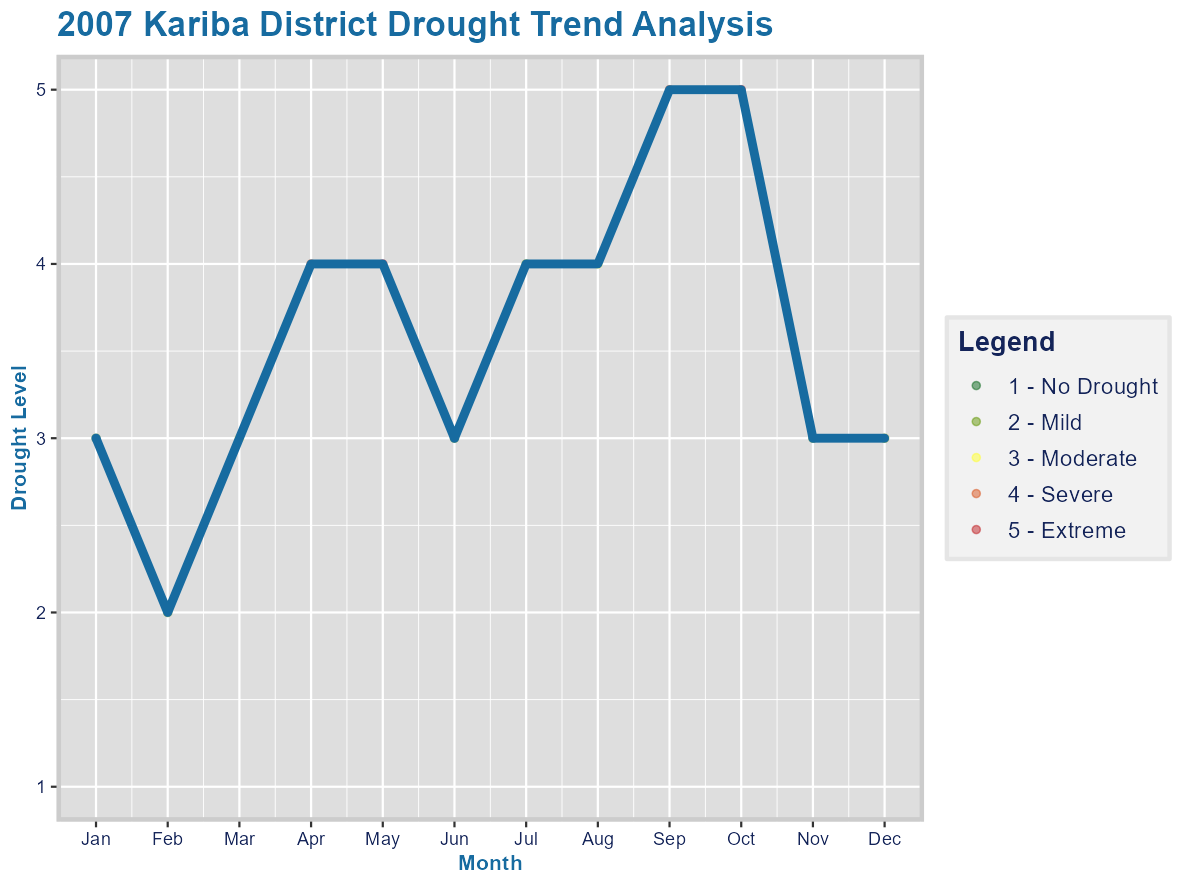 2007 Kariba District Drought Trend Analysis
Drought Level
5
4
3
2
1
Jan Feb Mar Apr May Jun Jul Aug Sep Oct Nov Dec
Month
Legend
1 - No Drought
2 - Mild
3 - Moderate
4 - Severe
5 - Extreme